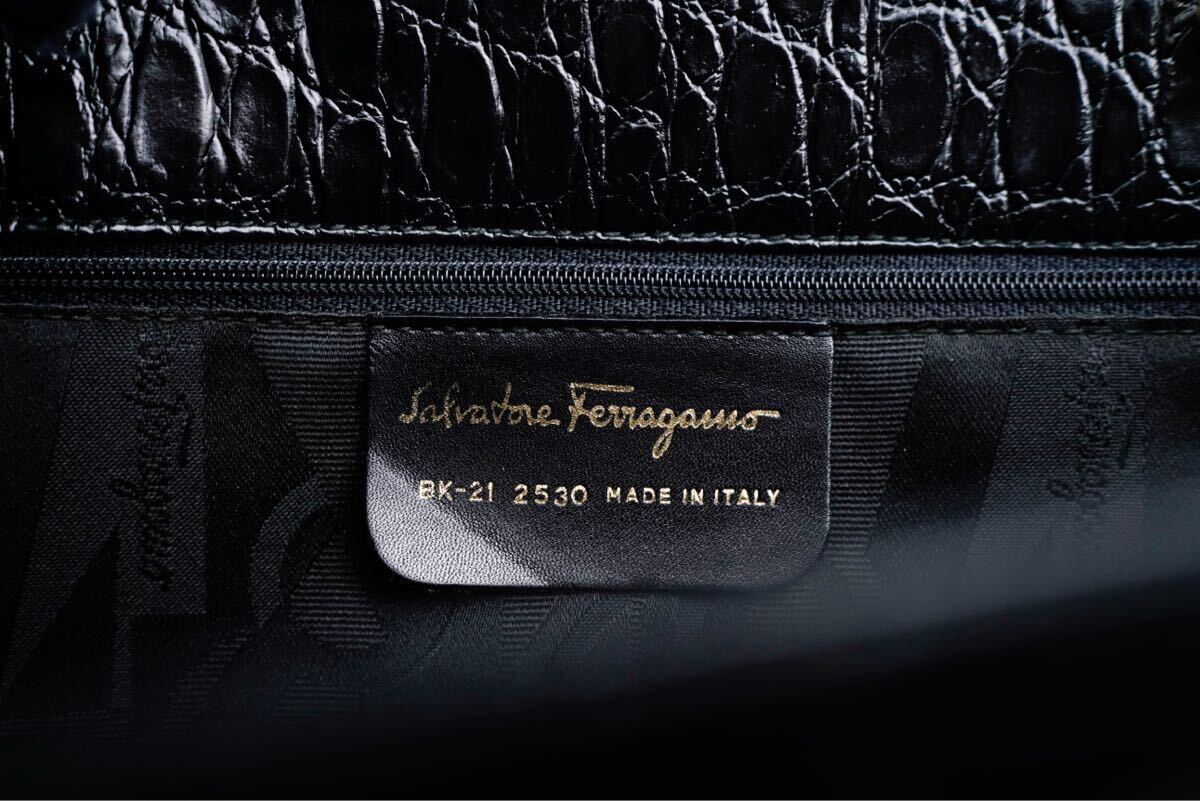 Salvatore Ferragamo
BK-21 2530 MADE IN ITALY